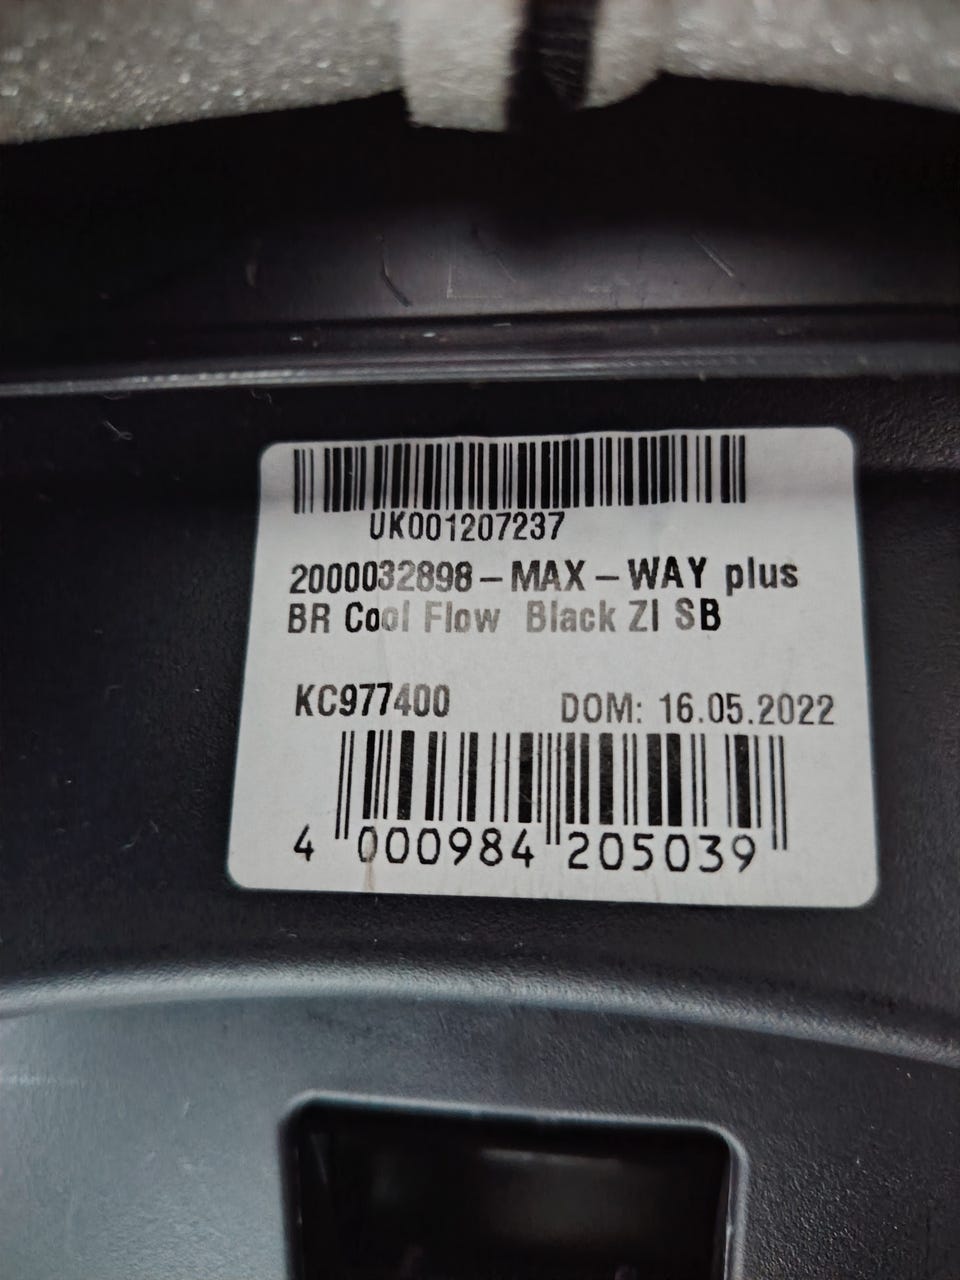 UK001207237
2000032898-MAX-WAY plus
BR Cool Flow Black ZI SB
KC977400 DOM: 16.05.2022
4 000984 205039